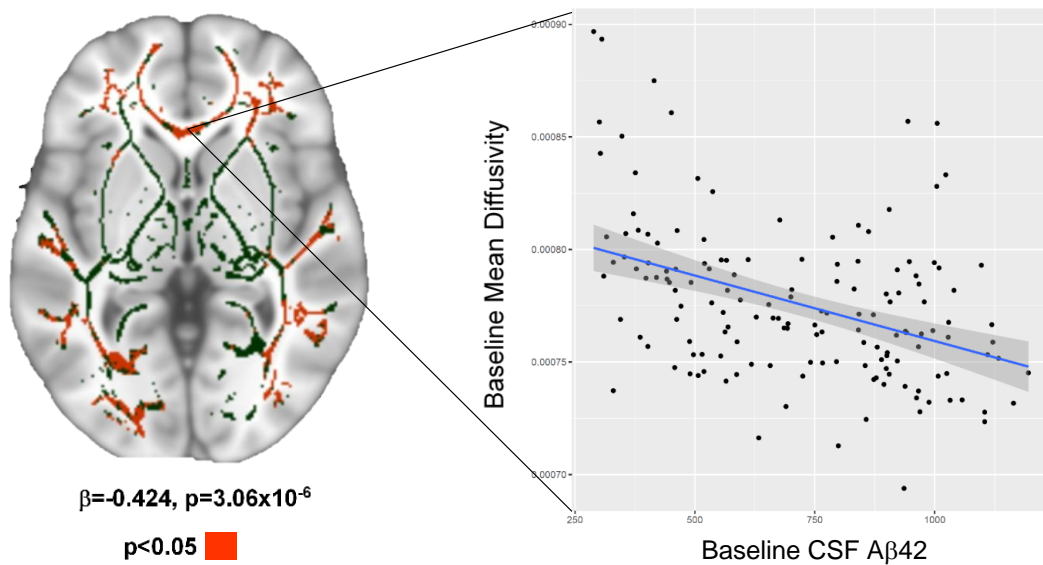 0.00090
0.00085
0.00080
0.00075
0.00070
Baseline Mean Diffusivity
250 500 750 1000
Baseline CSF Aβ42
β=-0.424, p=3.06x10⁻⁶
p<0.05